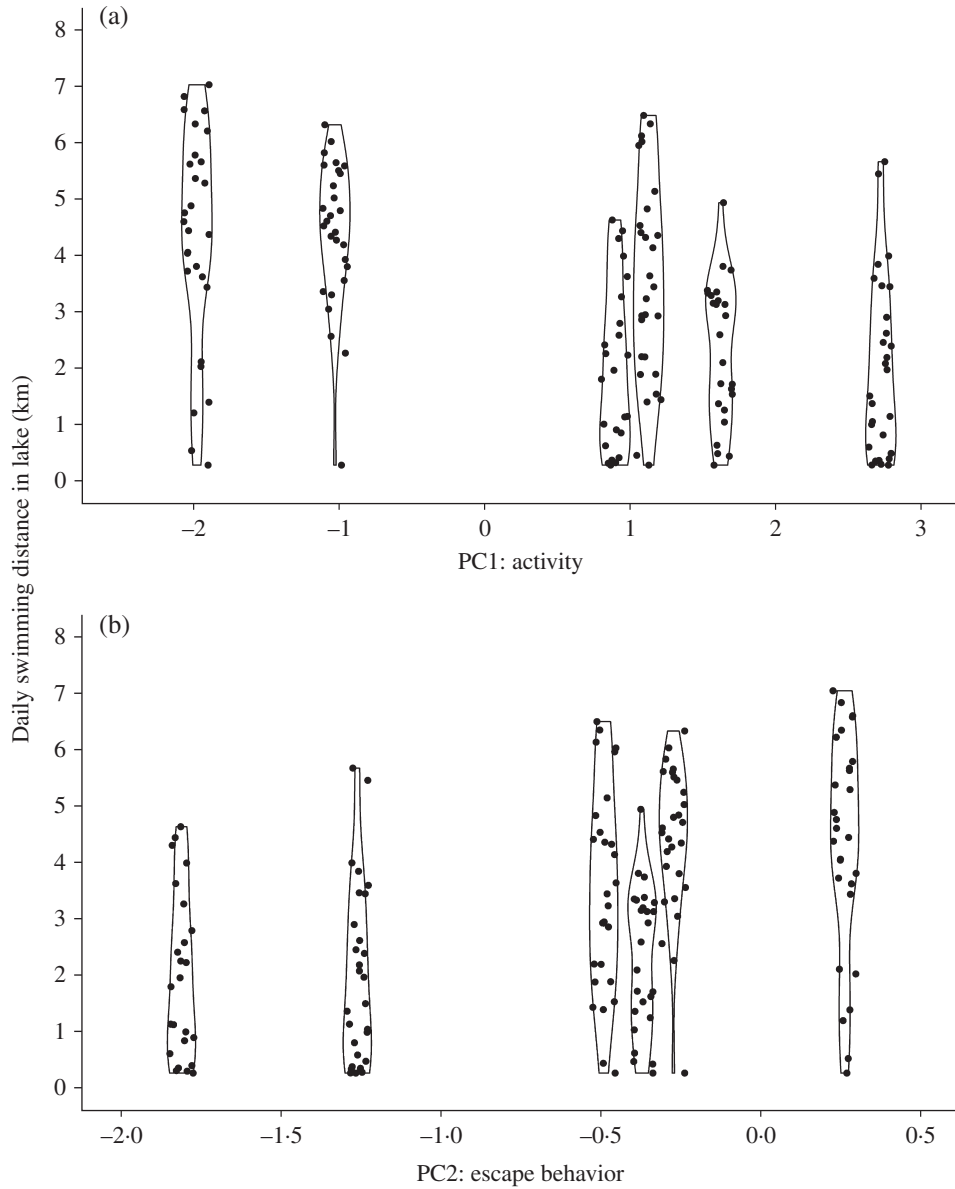 (a)
8
7
6
5
4
3
2
1
0
–2 –1 0 1 2 3
PC1: activity
Daily swimming distance in lake (km)
(b)
8
7
6
5
4
3
2
1
0
–2·0 –1·5 –1·0 –0·5 0·0 0·5
PC2: escape behavior